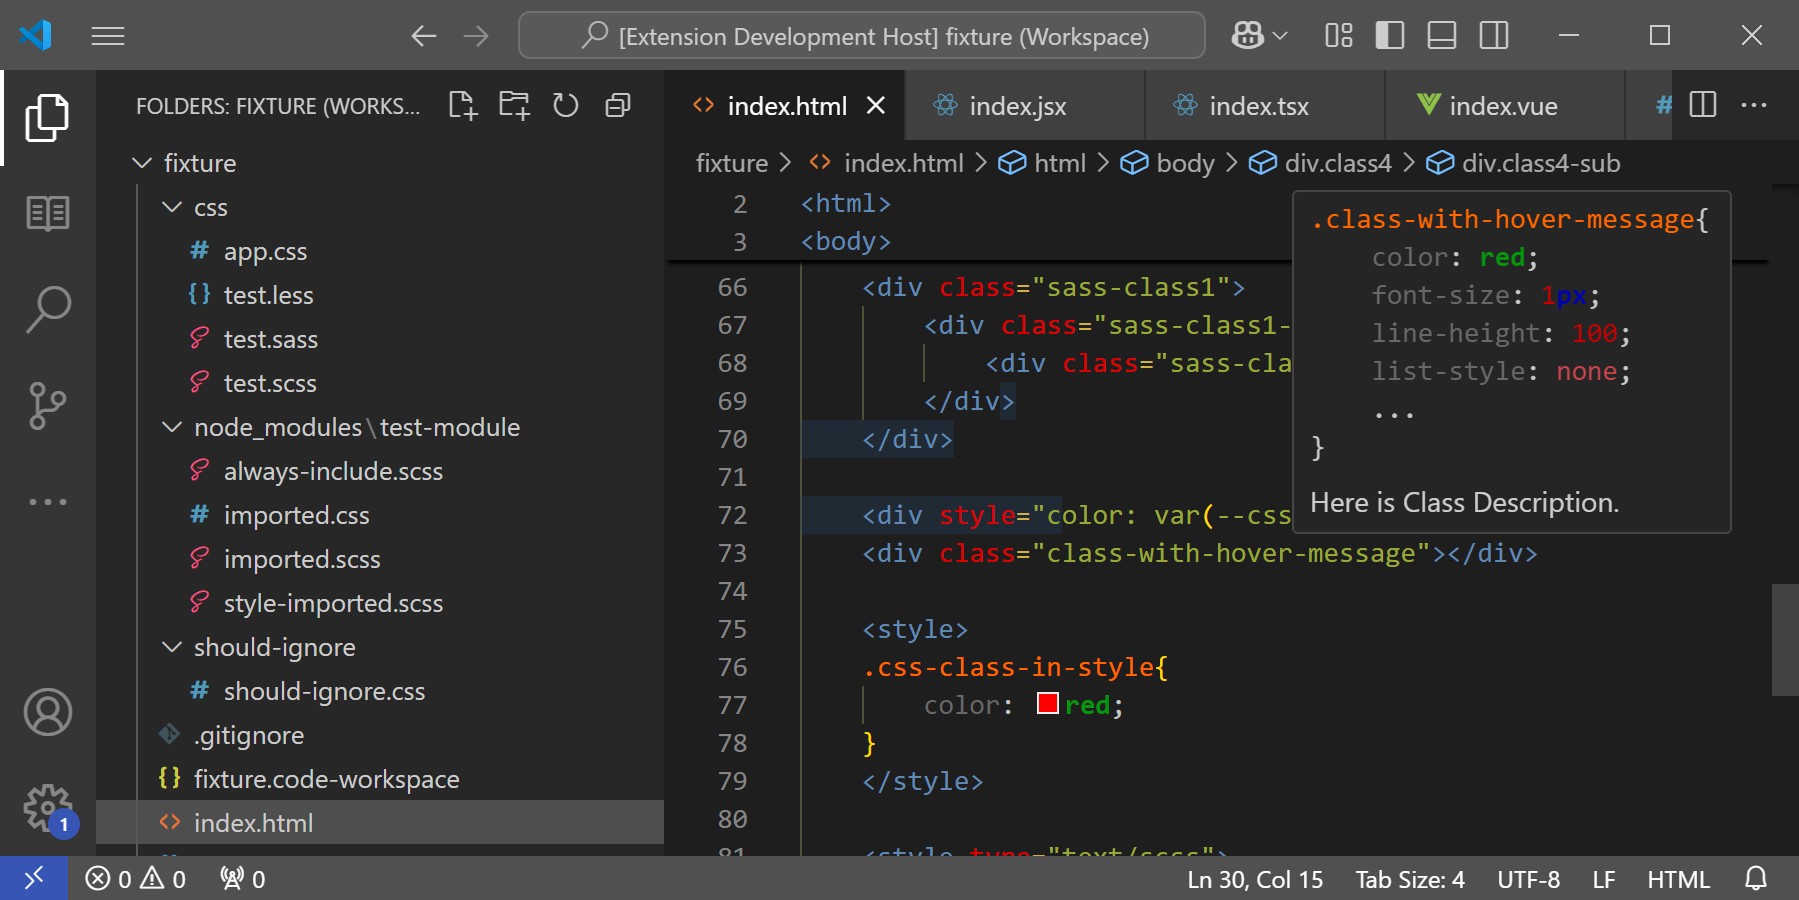 [Extension Development Host] fixture (Workspace)
FOLDERS: FIXTURE (WORKS...
index.html
index.jsx
index.tsx
index.vue
#
fixture
css
# app.css
{} test.less
test.sass
test.scss
node_modules\test-module
always-include.scss
# imported.css
imported.scss
style-imported.scss
should-ignore
# should-ignore.css
.gitignore
{} fixture.code-workspace
<> index.html
1
fixture > <> index.html > html > body > div.class4 > div.class4-sub
2 <html>
3 <body>
66 <div class="sass-class1">
67 <div class="sass-class1-
68 <div class="sass-cla
69 </div>
70 </div>
71
72 <div style="color: var(--css
73 <div class="class-with-hover-message"></div>
74
75 <style>
76 .css-class-in-style{
77 color: red;
78 }
79 </style>
80
81 <style type="text/scss">
.class-with-hover-message{
color: red;
font-size: 1px;
line-height: 100;
list-style: none;
...
}
Here is Class Description.
0 0 0
Ln 30, Col 15 Tab Size: 4 UTF-8 LF HTML